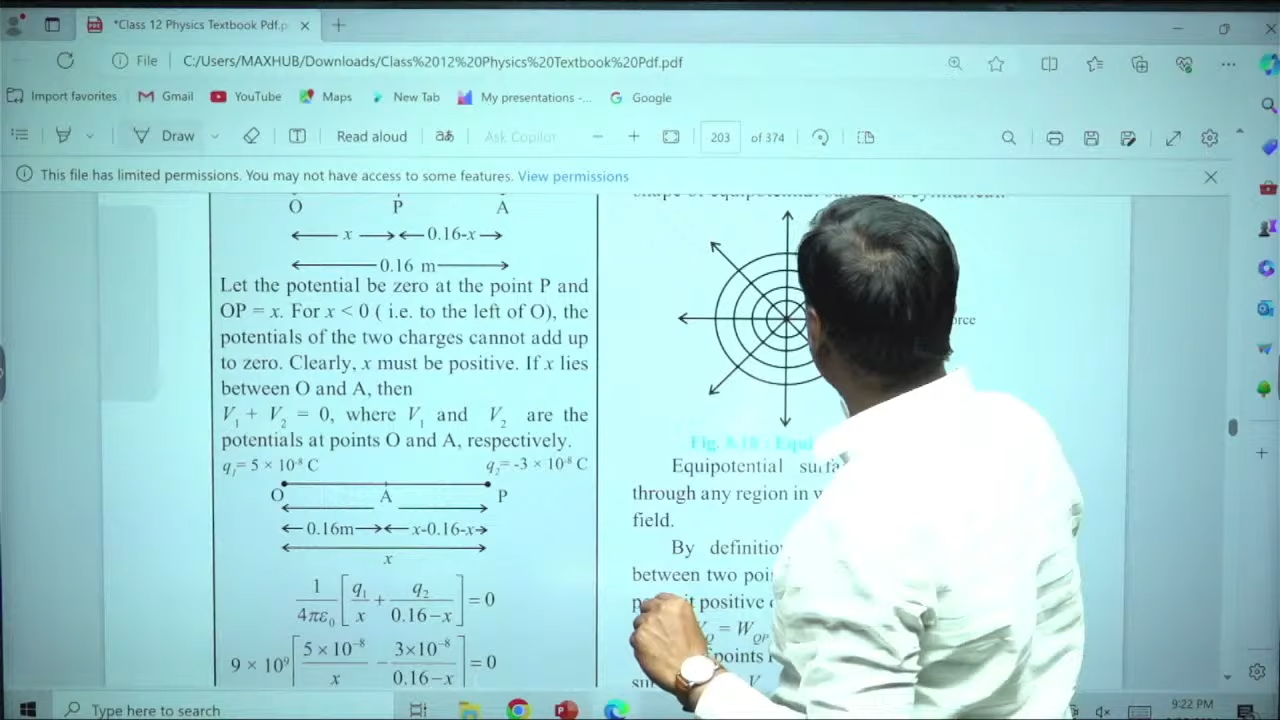 *Class 12 Physics Textbook Pdf.p
File
C:/Users/MAXHUB/Downloads/Class%2012%20Physics%20Textbook%20Pdf.pdf
Import favorites
Gmail
YouTube
Maps
New Tab
My presentations -...
Google
Draw
Read aloud
aあ
Ask Copilot
203 of 374
This file has limited permissions. You may not have access to some features. View permissions
O P A
x 0.16-x
0.16 m
Let the potential be zero at the point P and
OP = x. For x < 0 ( i.e. to the left of O), the
potentials of the two charges cannot add up
to zero. Clearly, x must be positive. If x lies
between O and A, then
V₁ + V₂ = 0, where V₁ and V₂ are the
potentials at points O and A, respectively.
q₁= 5 × 10⁻⁸ C q₂= -3 × 10⁻⁸ C
O A P
0.16m x-0.16-x
x
1/4πε₀ [q₁/x + q₂/0.16−x] = 0
9 × 10⁹ [5 × 10⁻⁸/x − 3×10⁻⁸/0.16−x] = 0
shape of equipotential
Equipotential
through any region in
field.
By
between two
positive
= W_QP
points
Type here to search
9:22 PM